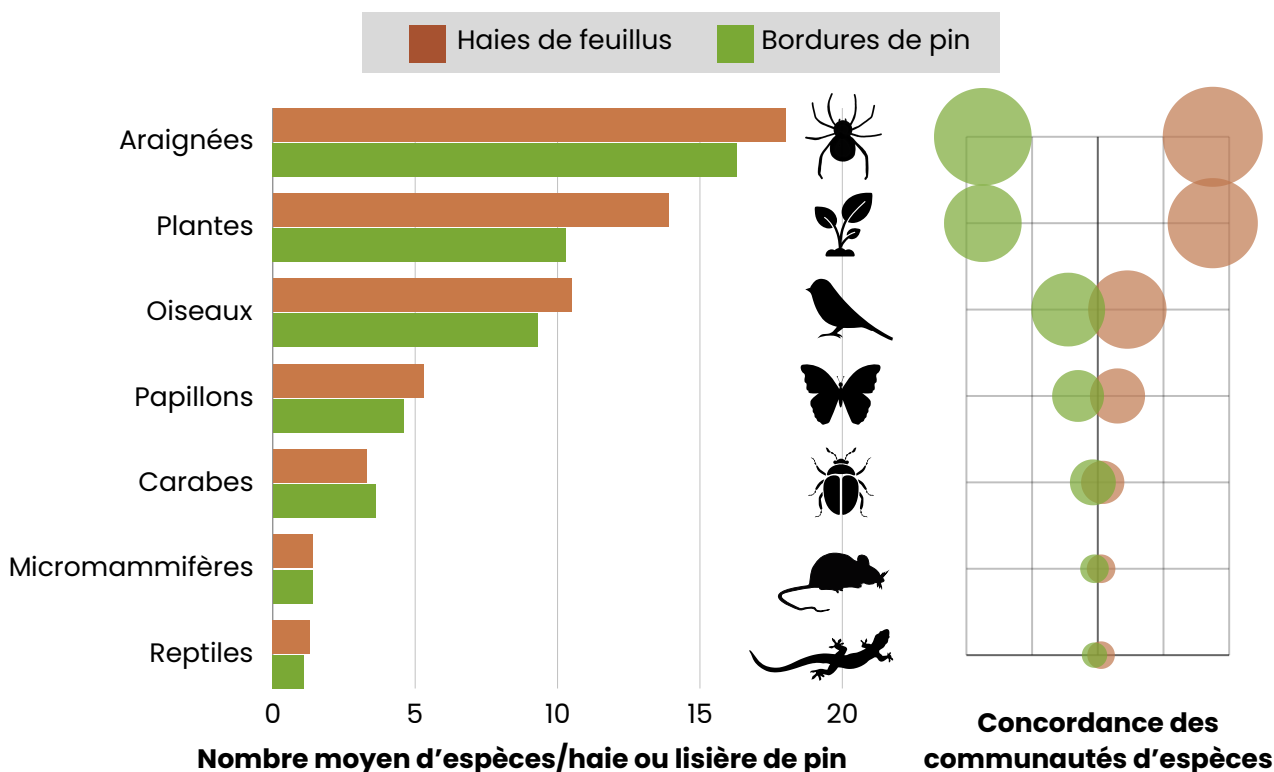 Haies de feuillus
Bordures de pin
Araignées
Plantes
Oiseaux
Papillons
Carabes
Micromammifères
Reptiles
0 5 10 15 20
Nombre moyen d’espèces/haie ou lisière de pin
Concordance des
communautés d’espèces